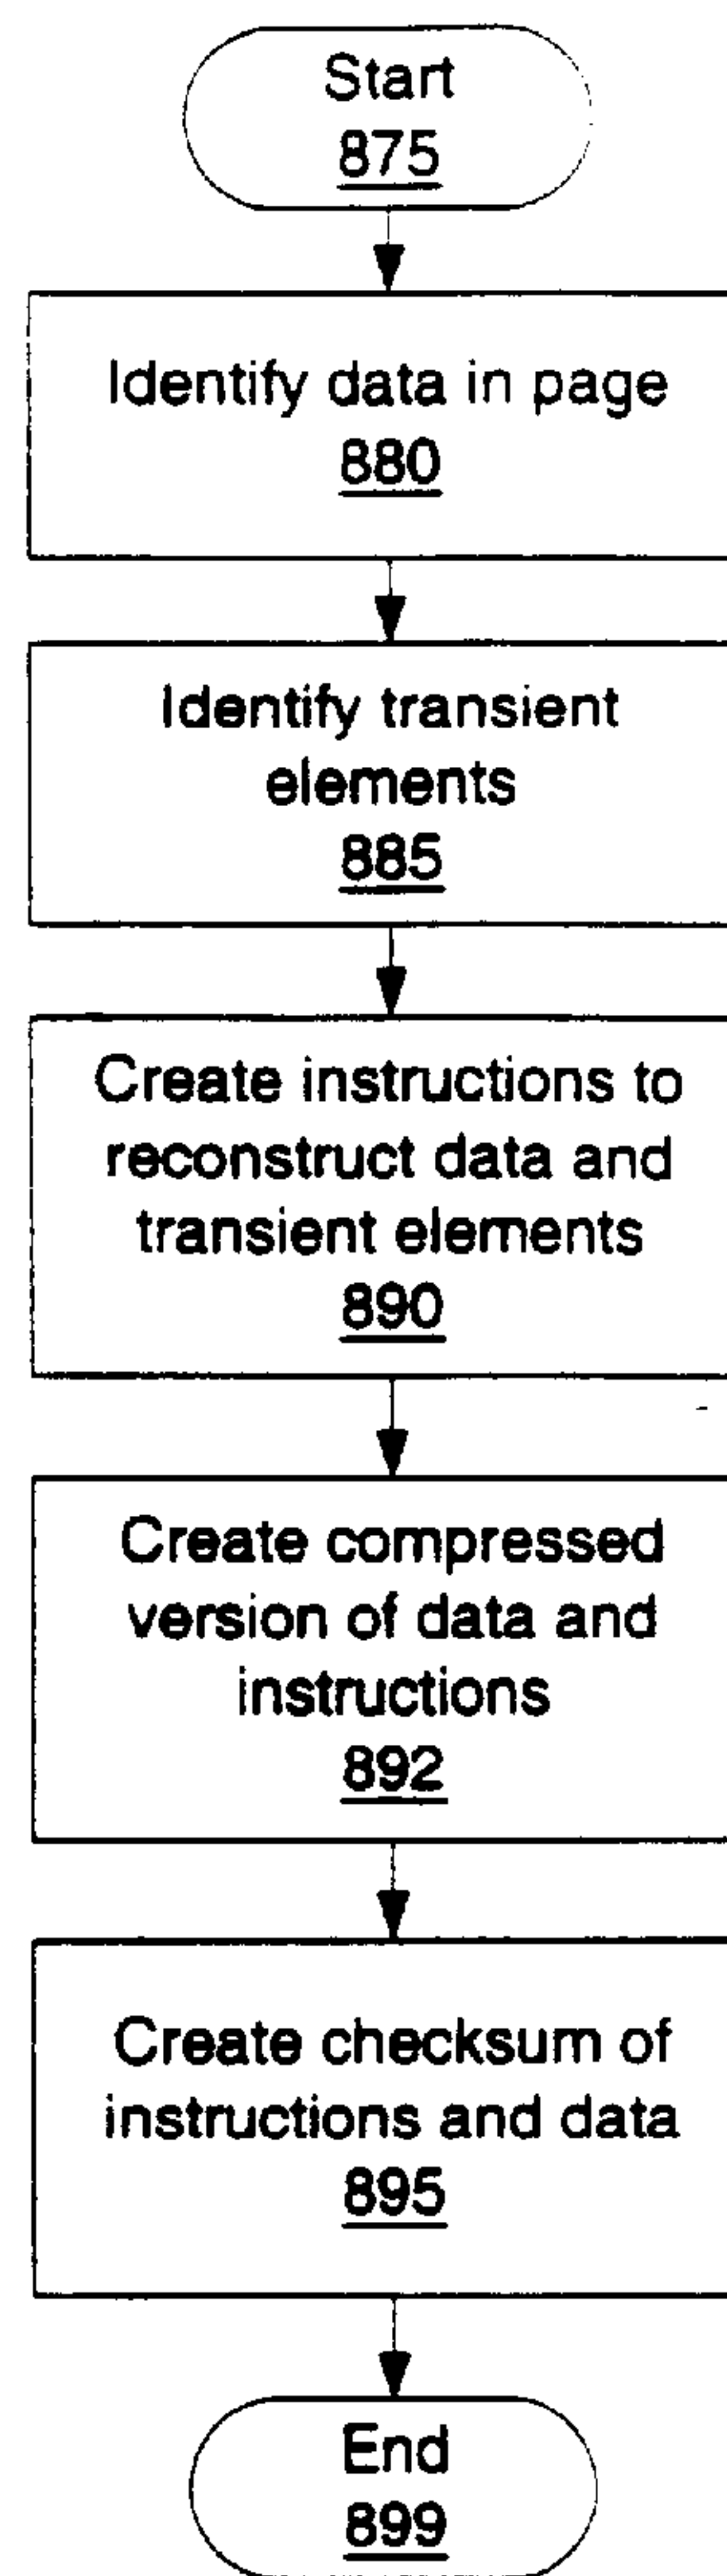 Start
875
Identify data in page
880
Identify transient
elements
885
Create instructions to
reconstruct data and
transient elements
890
Create compressed
version of data and
instructions
892
Create checksum of
instructions and data
895
End
899